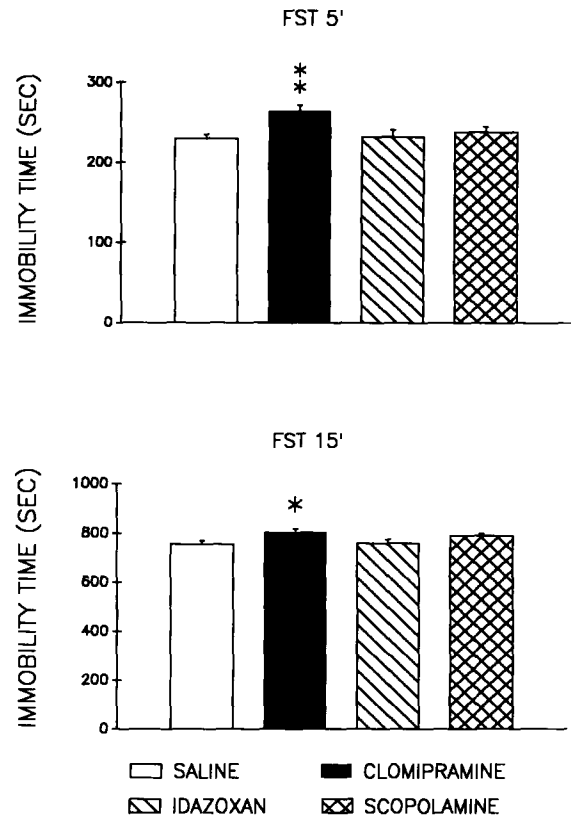 FST 5'
**
IMMOBILITY TIME (SEC)
300
200
100
0
FST 15'
*
IMMOBILITY TIME (SEC)
1000
800
600
400
200
0
SALINE
CLOMIPRAMINE
IDAZOXAN
SCOPOLAMINE